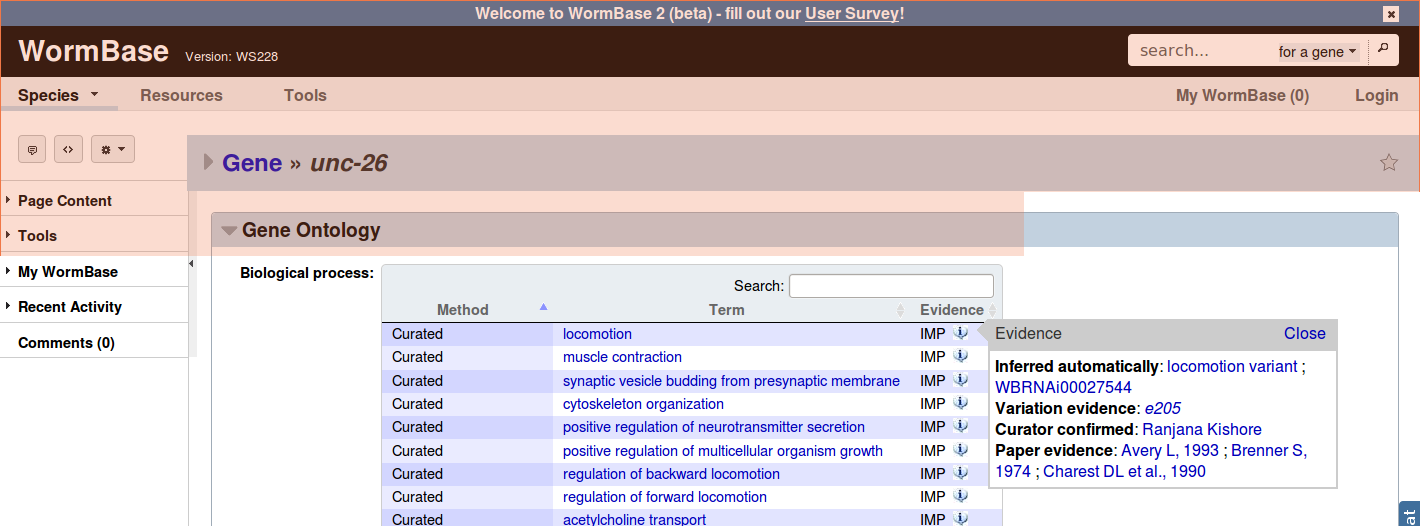 Welcome to WormBase 2 (beta) - fill out our User Survey!
WormBase Version: WS228
search... for a gene
Species Resources Tools My WormBase (0) Login
Gene » unc-26
Page Content
Tools
My WormBase
Recent Activity
Comments (0)
Gene Ontology
Biological process:
Search:
Method Term Evidence
Curated locomotion IMP
Curated muscle contraction IMP
Curated synaptic vesicle budding from presynaptic membrane IMP
Curated cytoskeleton organization IMP
Curated positive regulation of neurotransmitter secretion IMP
Curated positive regulation of multicellular organism growth IMP
Curated regulation of backward locomotion IMP
Curated regulation of forward locomotion IMP
Curated acetylcholine transport IMP
Evidence Close
Inferred automatically: locomotion variant ;
WBRNAi00027544
Variation evidence: e205
Curator confirmed: Ranjana Kishore
Paper evidence: Avery L, 1993 ; Brenner S,
1974 ; Charest DL et al., 1990